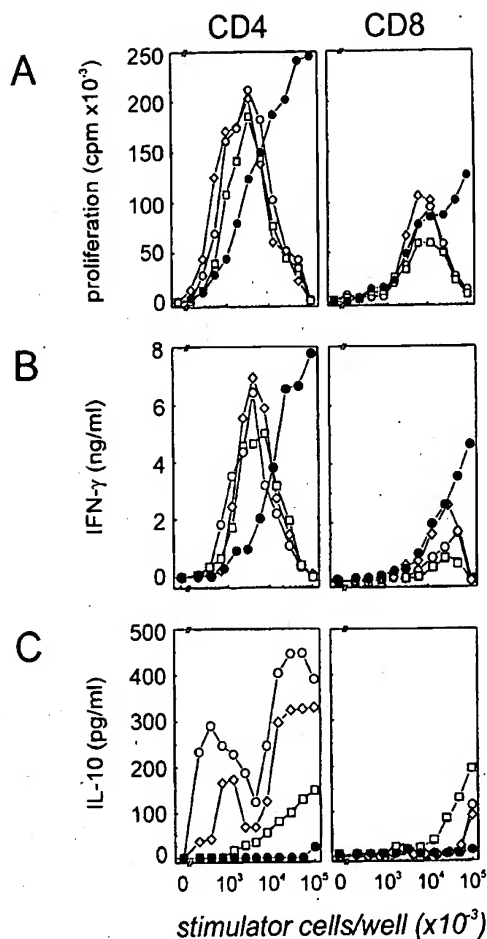 CD4 CD8
A
proliferation (cpm x10⁻³)
250
200
150
100
50
0
B
IFN-γ (ng/ml)
8
6
4
2
0
C
IL-10 (pg/ml)
500
400
300
200
100
0
0 10³ 10⁴ 10⁵ 0 10³ 10⁴ 10⁵
stimulator cells/well (x10⁻³)